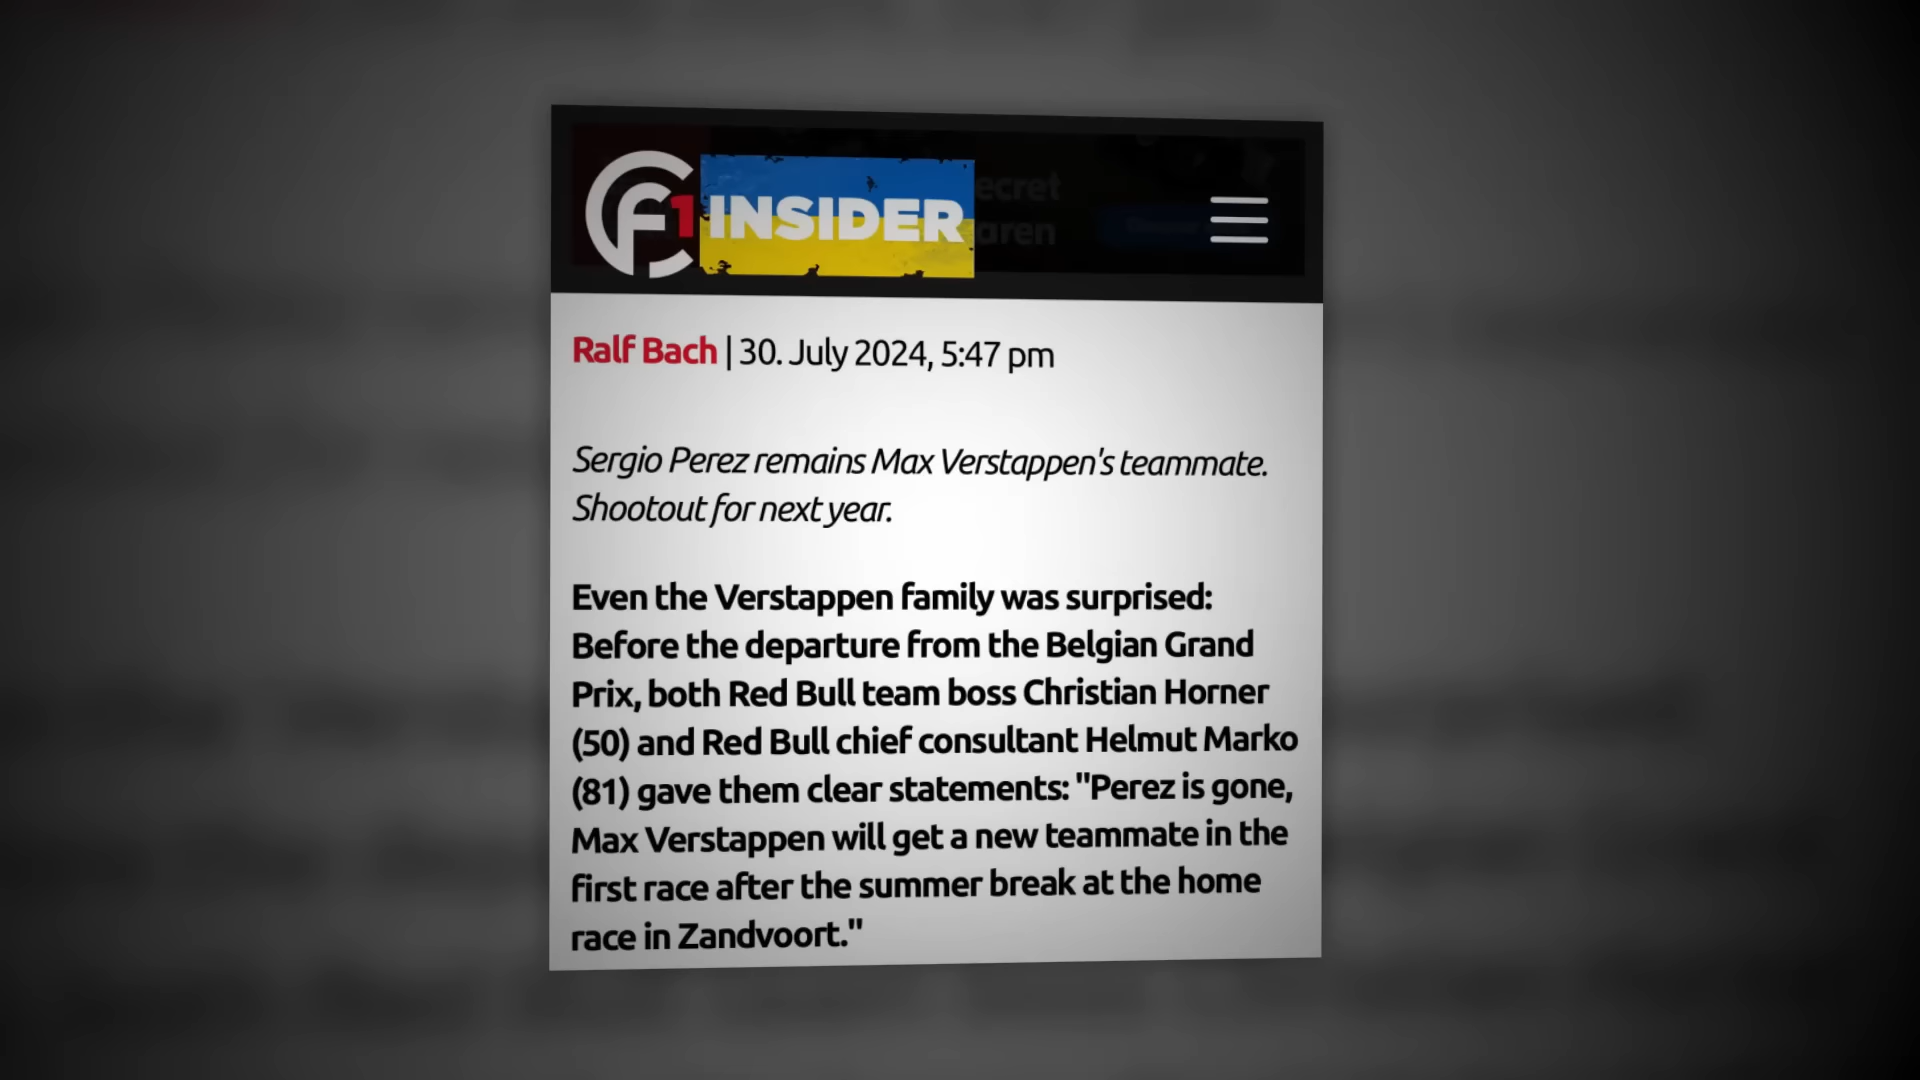 F1 INSIDER
ecret
aren
Ralf Bach | 30. July 2024, 5:47 pm
Sergio Perez remains Max Verstappen's teammate.
Shootout for next year.
Even the Verstappen family was surprised:
Before the departure from the Belgian Grand
Prix, both Red Bull team boss Christian Horner
(50) and Red Bull chief consultant Helmut Marko
(81) gave them clear statements: "Perez is gone,
Max Verstappen will get a new teammate in the
first race after the summer break at the home
race in Zandvoort."